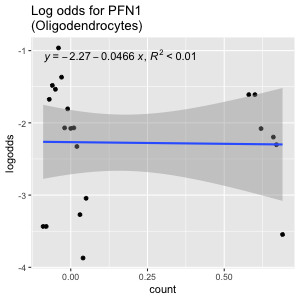 Log odds for PFN1
(Oligodendrocytes)
y = −2.27 − 0.0466 x, R² < 0.01
-1
-2
-3
-4
logodds
0.00 0.25 0.50
count